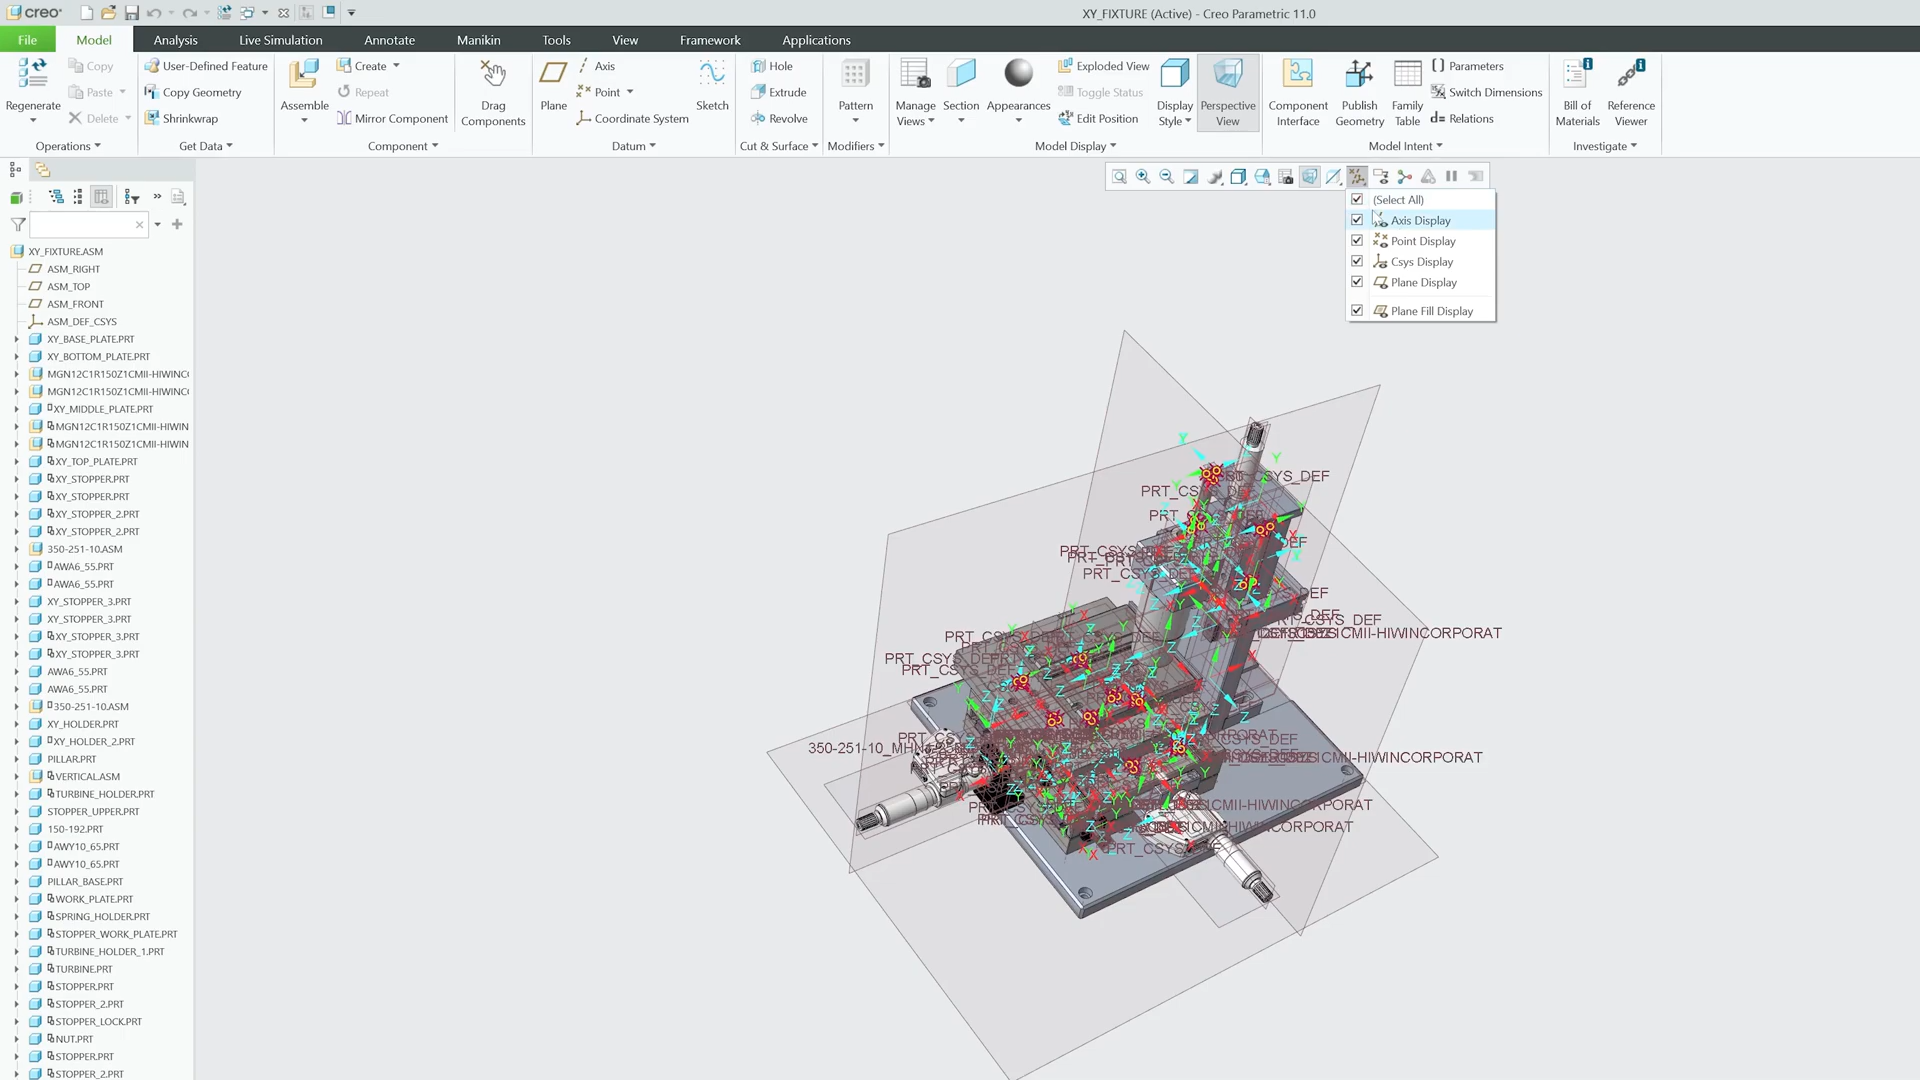 creo
XY_FIXTURE (Active) - Creo Parametric 11.0
File
Model
Analysis
Live Simulation
Annotate
Manikin
Tools
View
Framework
Applications
Regenerate
Copy
Paste
Delete
Operations
User-Defined Feature
Copy Geometry
Shrinkwrap
Get Data
Assemble
Create
Repeat
Mirror Component
Component
Drag
Components
Plane
Axis
Point
Coordinate System
Sketch
Datum
Hole
Extrude
Revolve
Cut & Surface
Pattern
Modifiers
Manage
Views
Section
Appearances
Exploded View
Toggle Status
Edit Position
Display
Style
Perspective
View
Model Display
Component
Interface
Publish
Geometry
Family
Table
Parameters
Switch Dimensions
d= Relations
Model Intent
Bill of
Materials
Reference
Viewer
Investigate
(Select All)
Axis Display
Point Display
Csys Display
Plane Display
Plane Fill Display
XY_FIXTURE.ASM
ASM_RIGHT
ASM_TOP
ASM_FRONT
ASM_DEF_CSYS
XY_BASE_PLATE.PRT
XY_BOTTOM_PLATE.PRT
MGN12C1R150Z1CMII-HIWINC
MGN12C1R150Z1CMII-HIWINC
XY_MIDDLE_PLATE.PRT
MGN12C1R150Z1CMII-HIWIN
MGN12C1R150Z1CMII-HIWIN
XY_TOP_PLATE.PRT
XY_STOPPER.PRT
XY_STOPPER.PRT
XY_STOPPER_2.PRT
XY_STOPPER_2.PRT
350-251-10.ASM
AWA6_55.PRT
AWA6_55.PRT
XY_STOPPER_3.PRT
XY_STOPPER_3.PRT
XY_STOPPER_3.PRT
XY_STOPPER_3.PRT
AWA6_55.PRT
AWA6_55.PRT
350-251-10.ASM
XY_HOLDER.PRT
XY_HOLDER_2.PRT
PILLAR.PRT
VERTICAL.ASM
TURBINE_HOLDER.PRT
STOPPER_UPPER.PRT
150-192.PRT
AWY10_65.PRT
AWY10_65.PRT
PILLAR_BASE.PRT
WORK_PLATE.PRT
SPRING_HOLDER.PRT
STOPPER_WORK_PLATE.PRT
TURBINE_HOLDER_1.PRT
TURBINE.PRT
STOPPER.PRT
STOPPER_2.PRT
STOPPER_LOCK.PRT
NUT.PRT
STOPPER.PRT
STOPPER_2.PRT